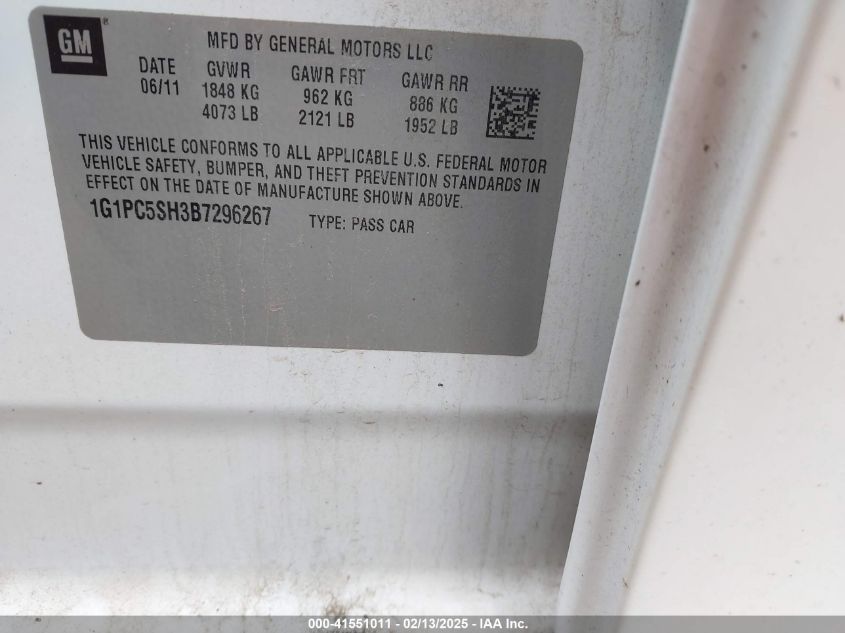 GM ®
MFD BY GENERAL MOTORS LLC
DATE GVWR GAWR FRT GAWR RR
06/11 1848 KG 962 KG 886 KG
4073 LB 2121 LB 1952 LB
THIS VEHICLE CONFORMS TO ALL APPLICABLE U.S. FEDERAL MOTOR
VEHICLE SAFETY, BUMPER, AND THEFT PREVENTION STANDARDS IN
EFFECT ON THE DATE OF MANUFACTURE SHOWN ABOVE.
1G1PC5SH3B7296267 TYPE: PASS CAR
000-41551011 - 02/13/2025 - IAA Inc.